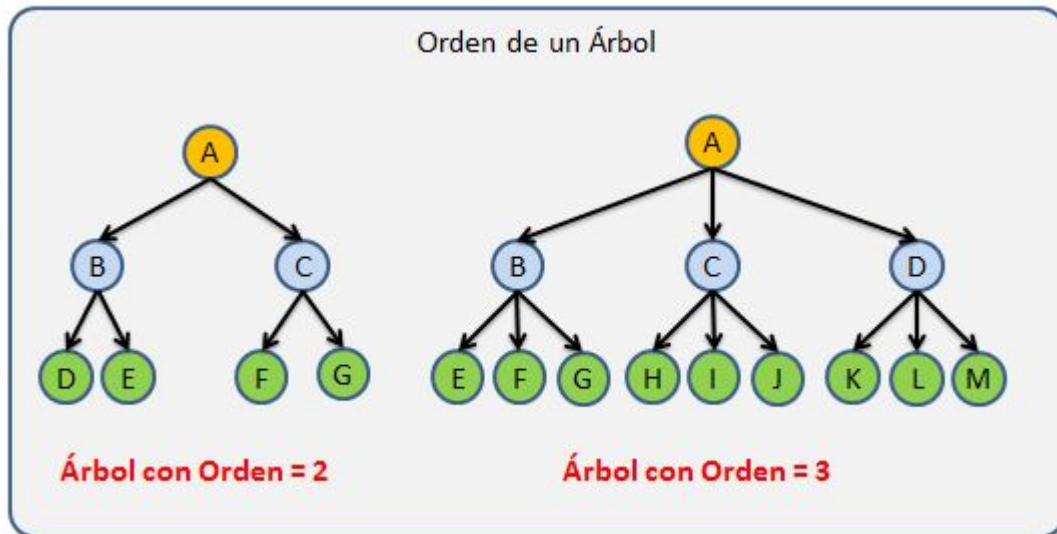 Orden de un Árbol
A
B C
D E F G
Árbol con Orden = 2
A
B C D
E F G H I J K L M
Árbol con Orden = 3